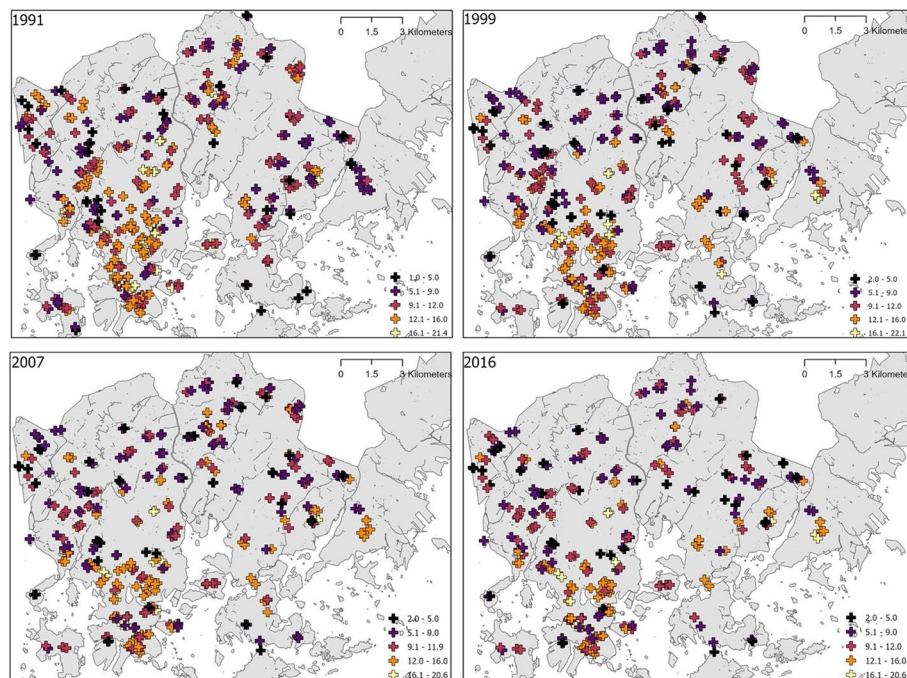 1991
0 1.5 3 Kilometers
1.0 - 5.0
5.1 - 9.0
9.1 - 12.0
12.1 - 16.0
16.1 - 21.4
1999
0 1.5 3 Kilometers
2.0 - 5.0
5.1 - 9.0
9.1 - 12.0
12.1 - 16.0
16.1 - 22.1
2007
0 1.5 3 Kilometers
2.0 - 5.0
5.1 - 9.0
9.1 - 11.9
12.0 - 16.0
16.1 - 20.6
2016
0 1.5 3 Kilometers
2.0 - 5.0
5.1 - 9.0
9.1 - 12.0
12.1 - 16.0
16.1 - 20.6